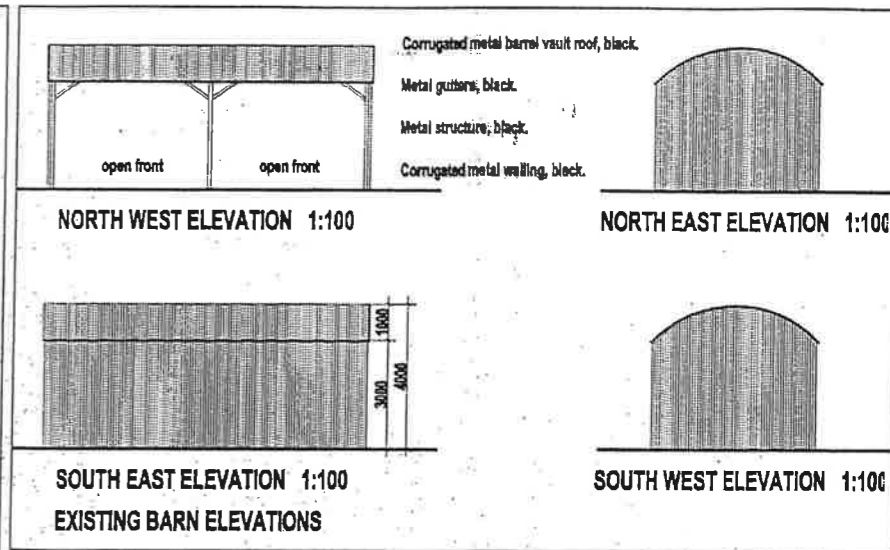 Corrugated metal barrel vault roof, black.
Metal gutters, black.
Metal structure, black.
Corrugated metal walling, black.
open front
open front
NORTH WEST ELEVATION 1:100
NORTH EAST ELEVATION 1:100
1000
3000
4000
SOUTH EAST ELEVATION 1:100
SOUTH WEST ELEVATION 1:100
EXISTING BARN ELEVATIONS